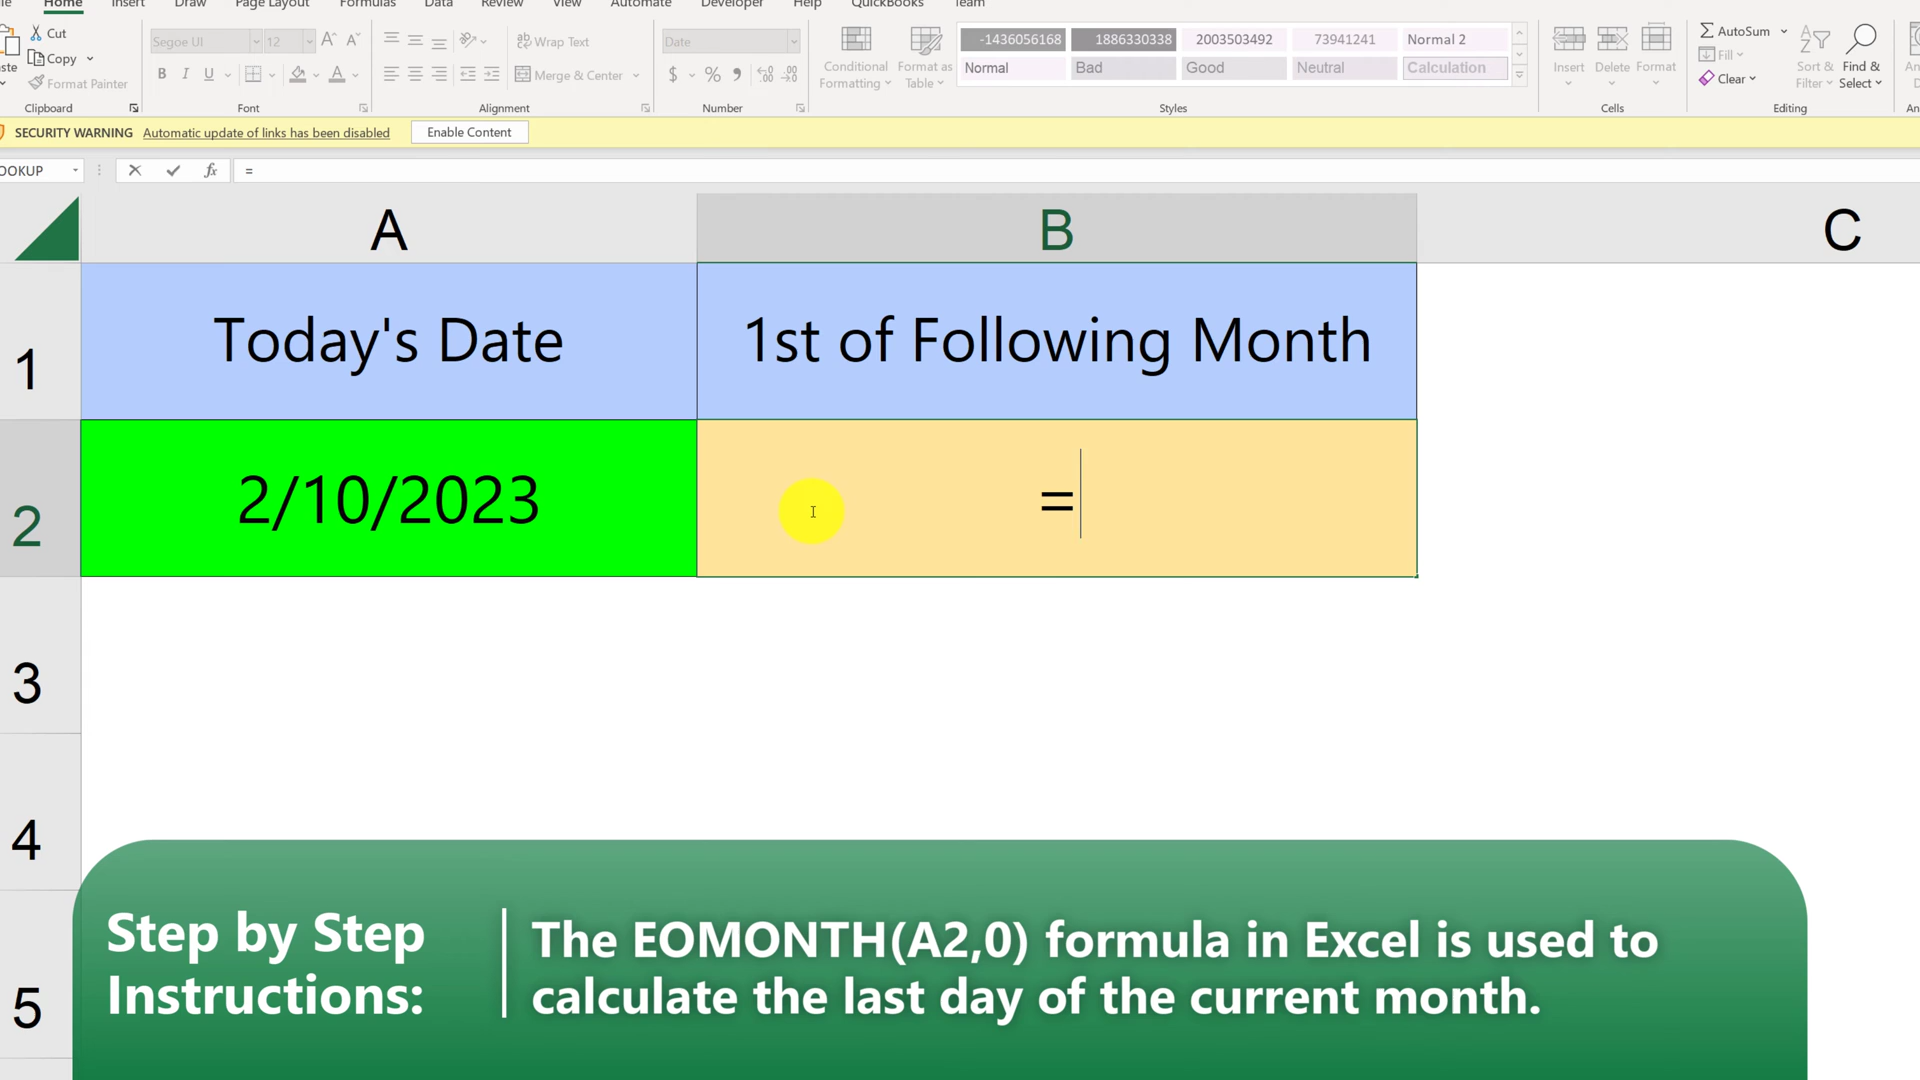 Home Insert Draw Page Layout Formulas Data Review View Automate Developer Help QuickBooks Team
Cut
Copy
Format Painter
Clipboard
Segoe UI 12
B I U
Font
Wrap Text
Merge & Center
Alignment
Date
$ % ,
Number
Conditional Formatting
Format as Table
-1436056168 1886330338 2003503492 73941241 Normal 2
Normal Bad Good Neutral Calculation
Styles
Insert Delete Format
Cells
AutoSum
Fill
Clear
Sort & Filter
Find & Select
Editing
SECURITY WARNING Automatic update of links has been disabled Enable Content
OOKUP fx =
A B C
1 Today's Date 1st of Following Month
2 2/10/2023 =
3
4
5
Step by Step
Instructions:
The EOMONTH(A2,0) formula in Excel is used to
calculate the last day of the current month.